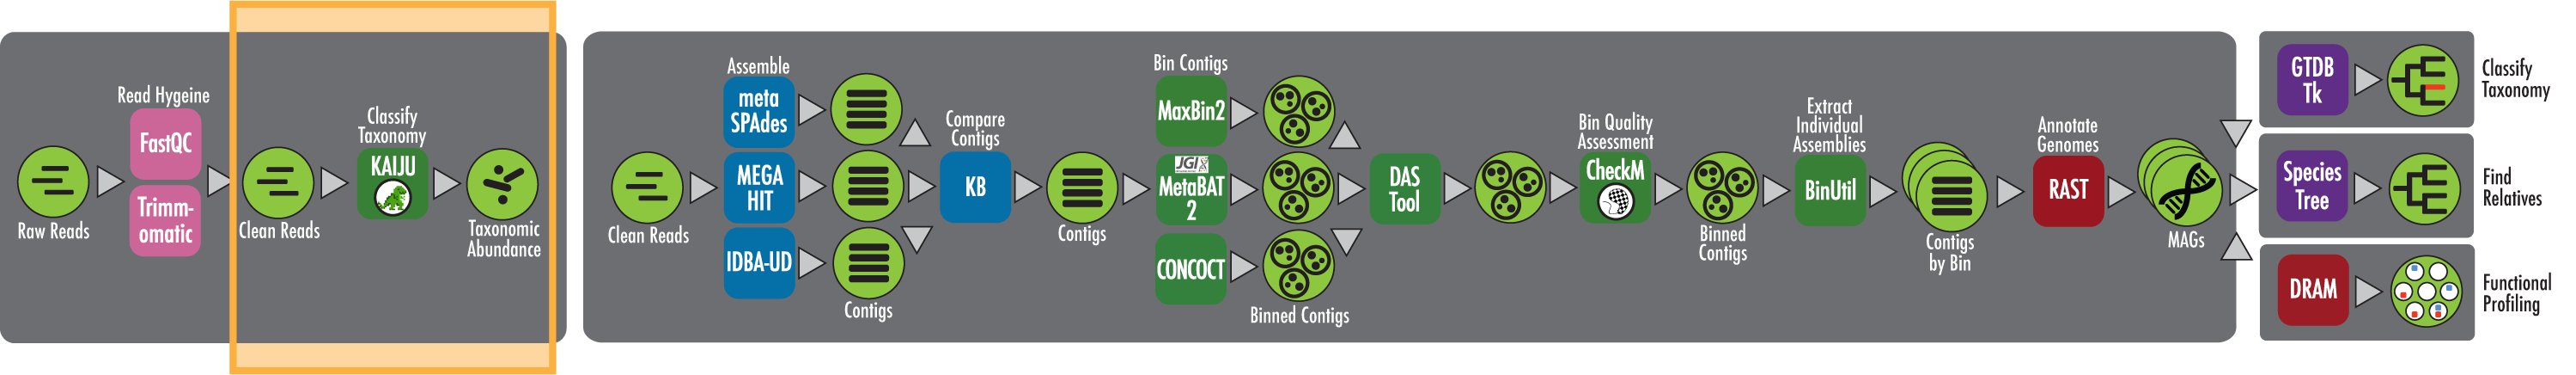 Raw Reads
Read Hygeine
FastQC
Trimm-
omatic
Clean Reads
Classify
Taxonomy
KAIJU
Taxonomic
Abundance
Clean Reads
Assemble
meta
SPAdes
MEGA
HIT
IDBA-UD
Contigs
Compare
Contigs
KB
Contigs
Bin Contigs
MaxBin2
JGI
MetaBAT
2
CONCOCT
Binned Contigs
DAS
Tool
Bin Quality
Assessment
CheckM
Binned
Contigs
Extract
Individual
Assemblies
BinUtil
Contigs
by Bin
Annotate
Genomes
RAST
MAGs
GTDB
Tk
Classify
Taxonomy
Species
Tree
Find
Relatives
DRAM
Functional
Profiling